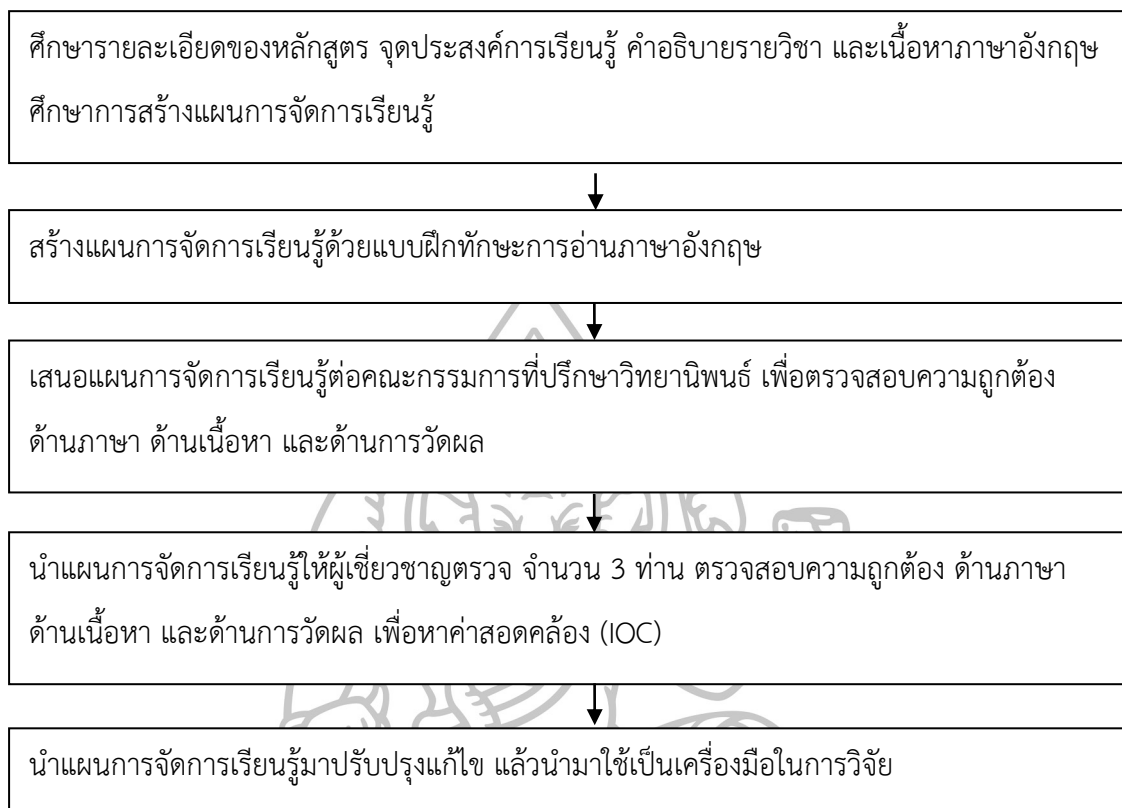 ศึกษารายละเอียดของหลักสูตร จุดประสงค์การเรียนรู้ คำอธิบายรายวิชา และเนื้อหาภาษาอังกฤษ
ศึกษาการสร้างแผนการจัดการเรียนรู้
สร้างแผนการจัดการเรียนรู้ด้วยแบบฝึกทักษะการอ่านภาษาอังกฤษ
เสนอแผนการจัดการเรียนรู้ต่อคณะกรรมการที่ปรึกษาวิทยานิพนธ์ เพื่อตรวจสอบความถูกต้อง
ด้านภาษา ด้านเนื้อหา และด้านการวัดผล
นำแผนการจัดการเรียนรู้ให้ผู้เชี่ยวชาญตรวจ จำนวน 3 ท่าน ตรวจสอบความถูกต้อง ด้านภาษา
ด้านเนื้อหา และด้านการวัดผล เพื่อหาค่าสอดคล้อง (IOC)
นำแผนการจัดการเรียนรู้มาปรับปรุงแก้ไข แล้วนำมาใช้เป็นเครื่องมือในการวิจัย